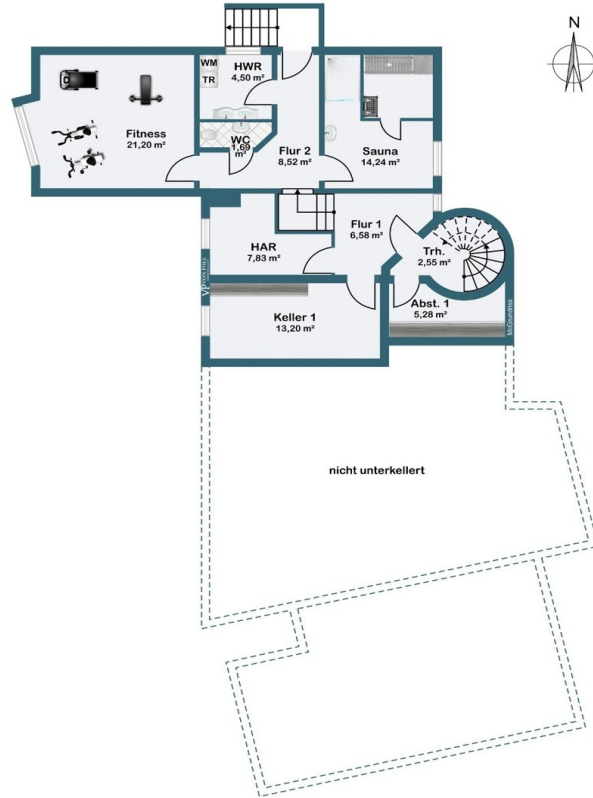 N
WM
TR
HWR
4,50 m²
Fitness
21,20 m²
WC
1,69
m²
Flur 2
8,52 m²
Sauna
14,24 m²
HAR
7,83 m²
Flur 1
6,58 m²
Trh.
2,55 m²
Abst. 1
5,28 m²
Keller 1
13,20 m²
McGrundriss
nicht unterkellert